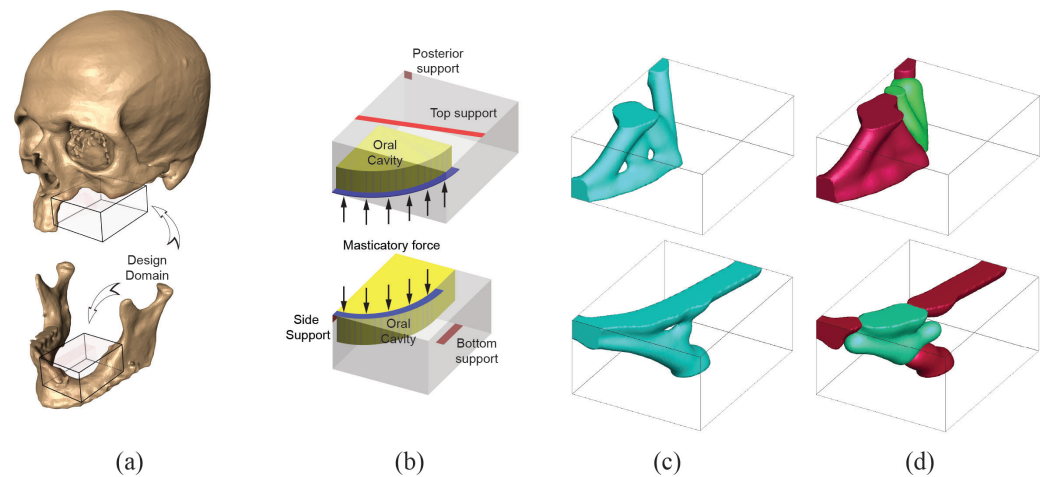 Design
Domain
(a)
Posterior
support
Top support
Oral
Cavity
Masticatory force
Side
Support
Oral
Cavity
Bottom
support
(b)
(c)
(d)